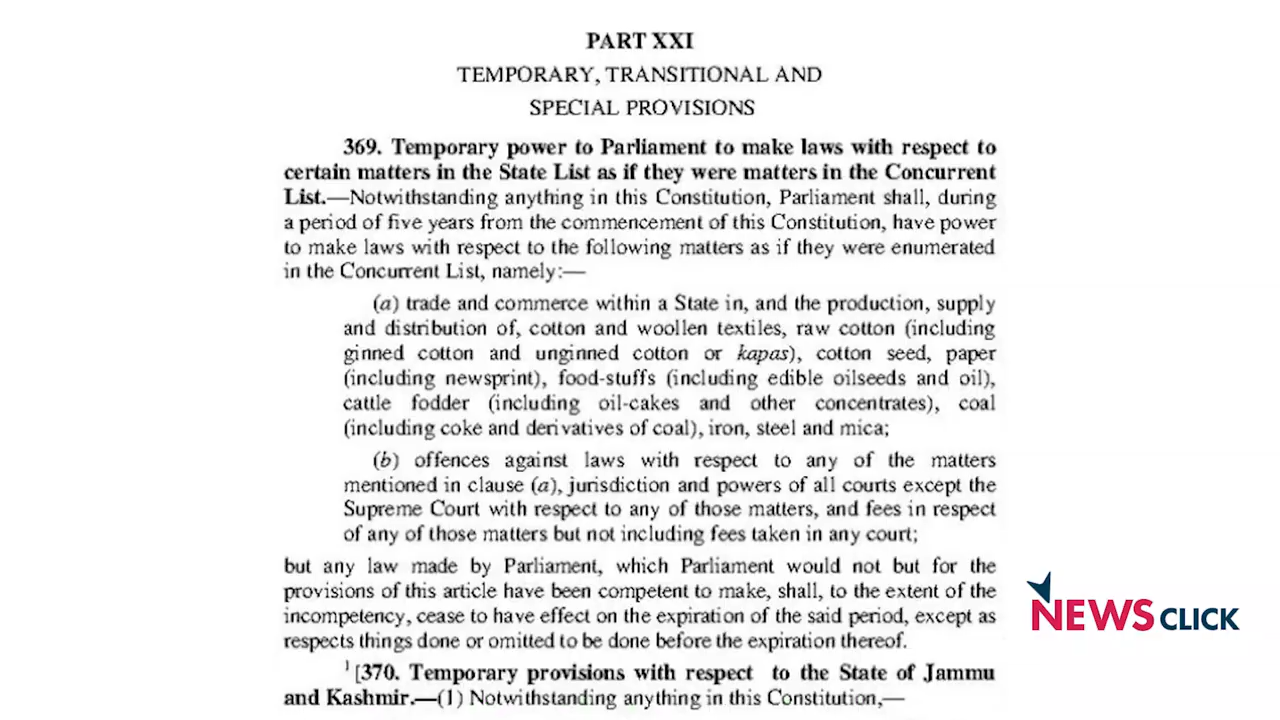 PART XXI
TEMPORARY, TRANSITIONAL AND
SPECIAL PROVISIONS
369. Temporary power to Parliament to make laws with respect to
certain matters in the State List as if they were matters in the Concurrent
List.—Notwithstanding anything in this Constitution, Parliament shall, during
a period of five years from the commencement of this Constitution, have power
to make laws with respect to the following matters as if they were enumerated
in the Concurrent List, namely:—
(a) trade and commerce within a State in, and the production, supply
and distribution of, cotton and woollen textiles, raw cotton (including
ginned cotton and unginned cotton or kapas), cotton seed, paper
(including newsprint), food-stuffs (including edible oilseeds and oil),
cattle fodder (including oil-cakes and other concentrates), coal
(including coke and derivatives of coal), iron, steel and mica;
(b) offences against laws with respect to any of the matters
mentioned in clause (a), jurisdiction and powers of all courts except the
Supreme Court with respect to any of those matters, and fees in respect
of any of those matters but not including fees taken in any court;
but any law made by Parliament, which Parliament would not but for the
provisions of this article have been competent to make, shall, to the extent of the
incompetency, cease to have effect on the expiration of the said period, except as
respects things done or omitted to be done before the expiration thereof.
1[370. Temporary provisions with respect to the State of Jammu
and Kashmir.—(1) Notwithstanding anything in this Constitution,—
NEWSCLICK